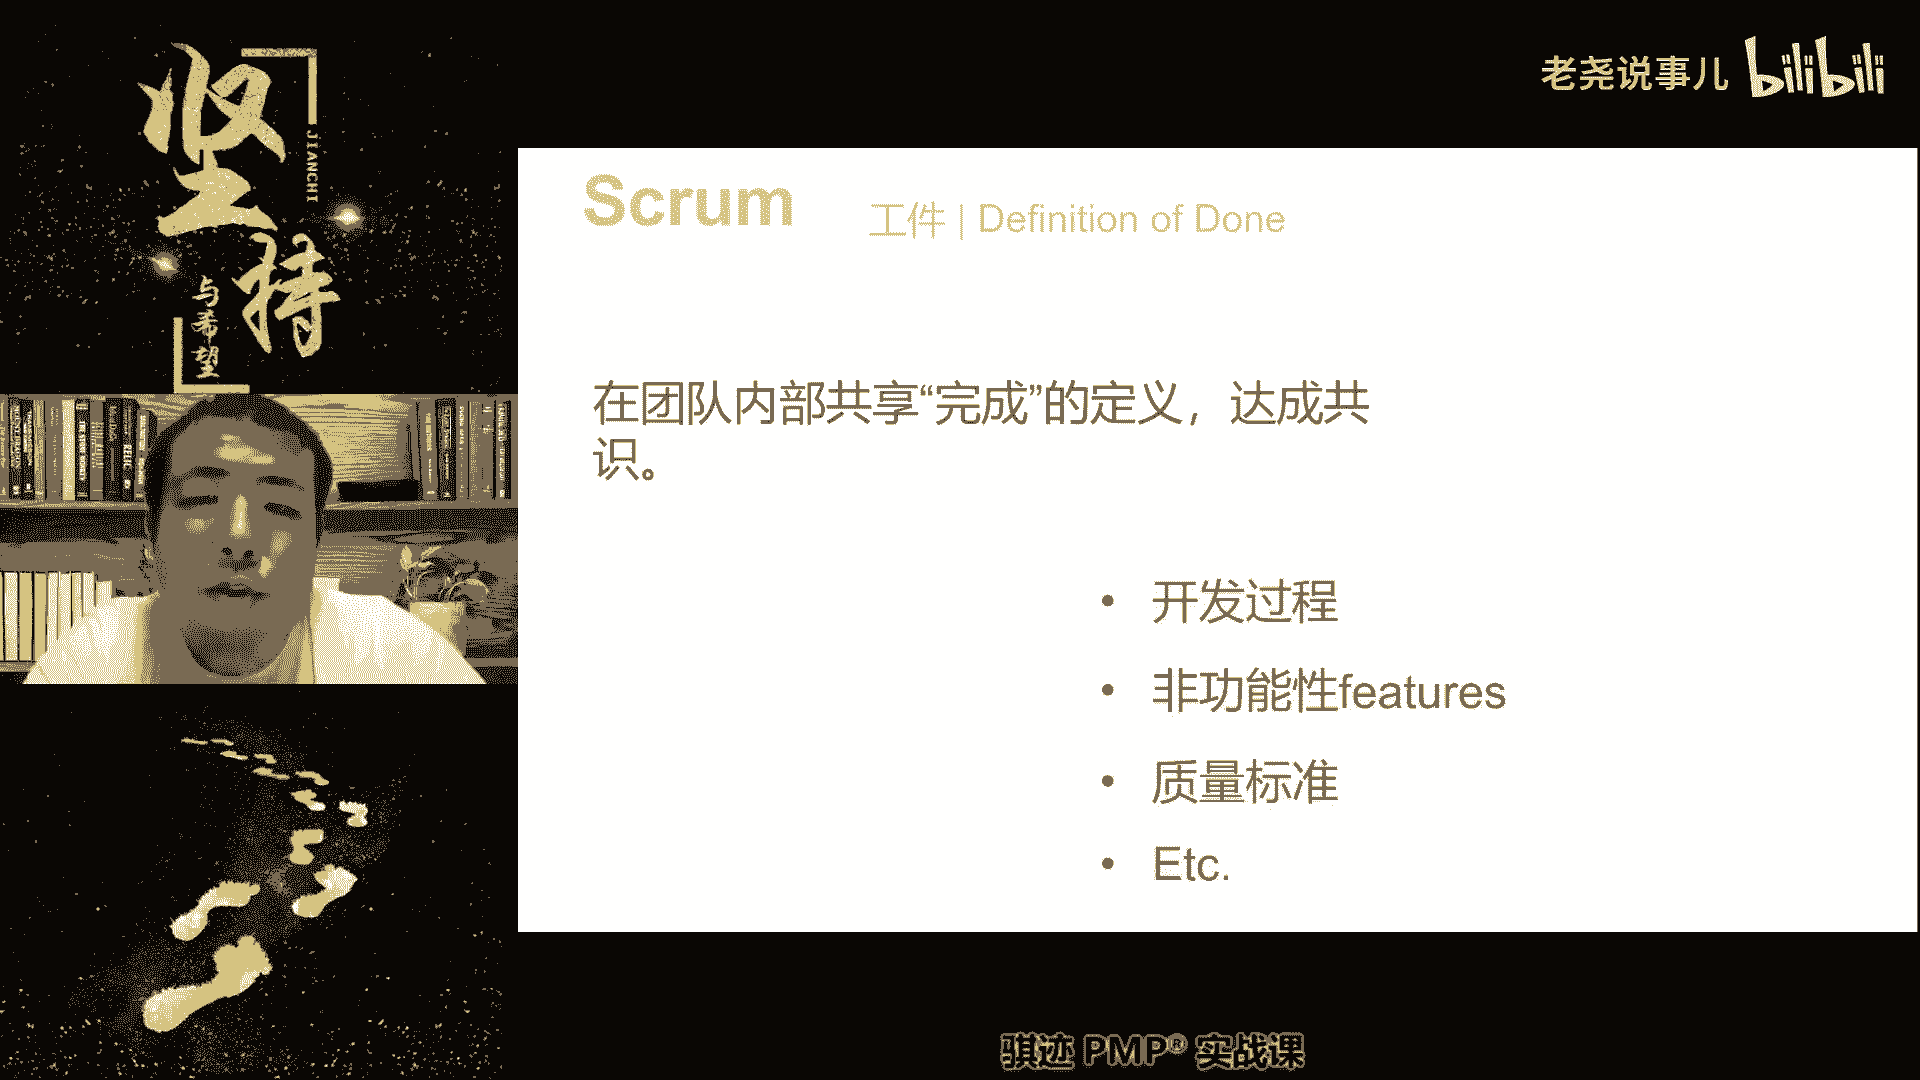 坚持
JIANCHI
与希望
老尧说事儿 bilibili
Scrum
工件 | Definition of Done
在团队内部共享“完成”的定义，达成共
识。
• 开发过程
• 非功能性features
• 质量标准
• Etc.
骐迹 PMP® 实战课